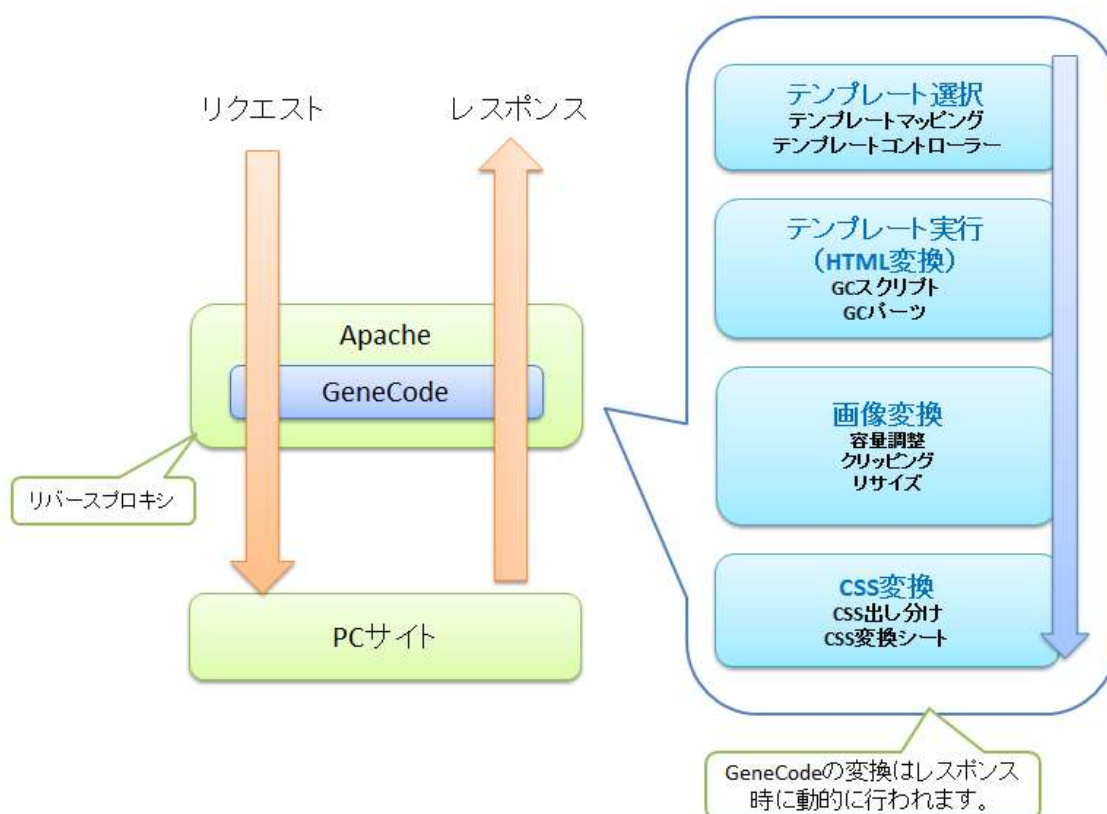 リクエスト
レスポンス
Apache
GeneCode
リバースプロキシ
PCサイト
テンプレート選択
テンプレートマッピング
テンプレートコントローラー
テンプレート実行
（HTML変換）
GCスクリプト
GCパーツ
画像変換
容量調整
クリッピング
リサイズ
CSS変換
CSS出し分け
CSS変換シート
GeneCodeの変換はレスポンス
時に動的に行われます。